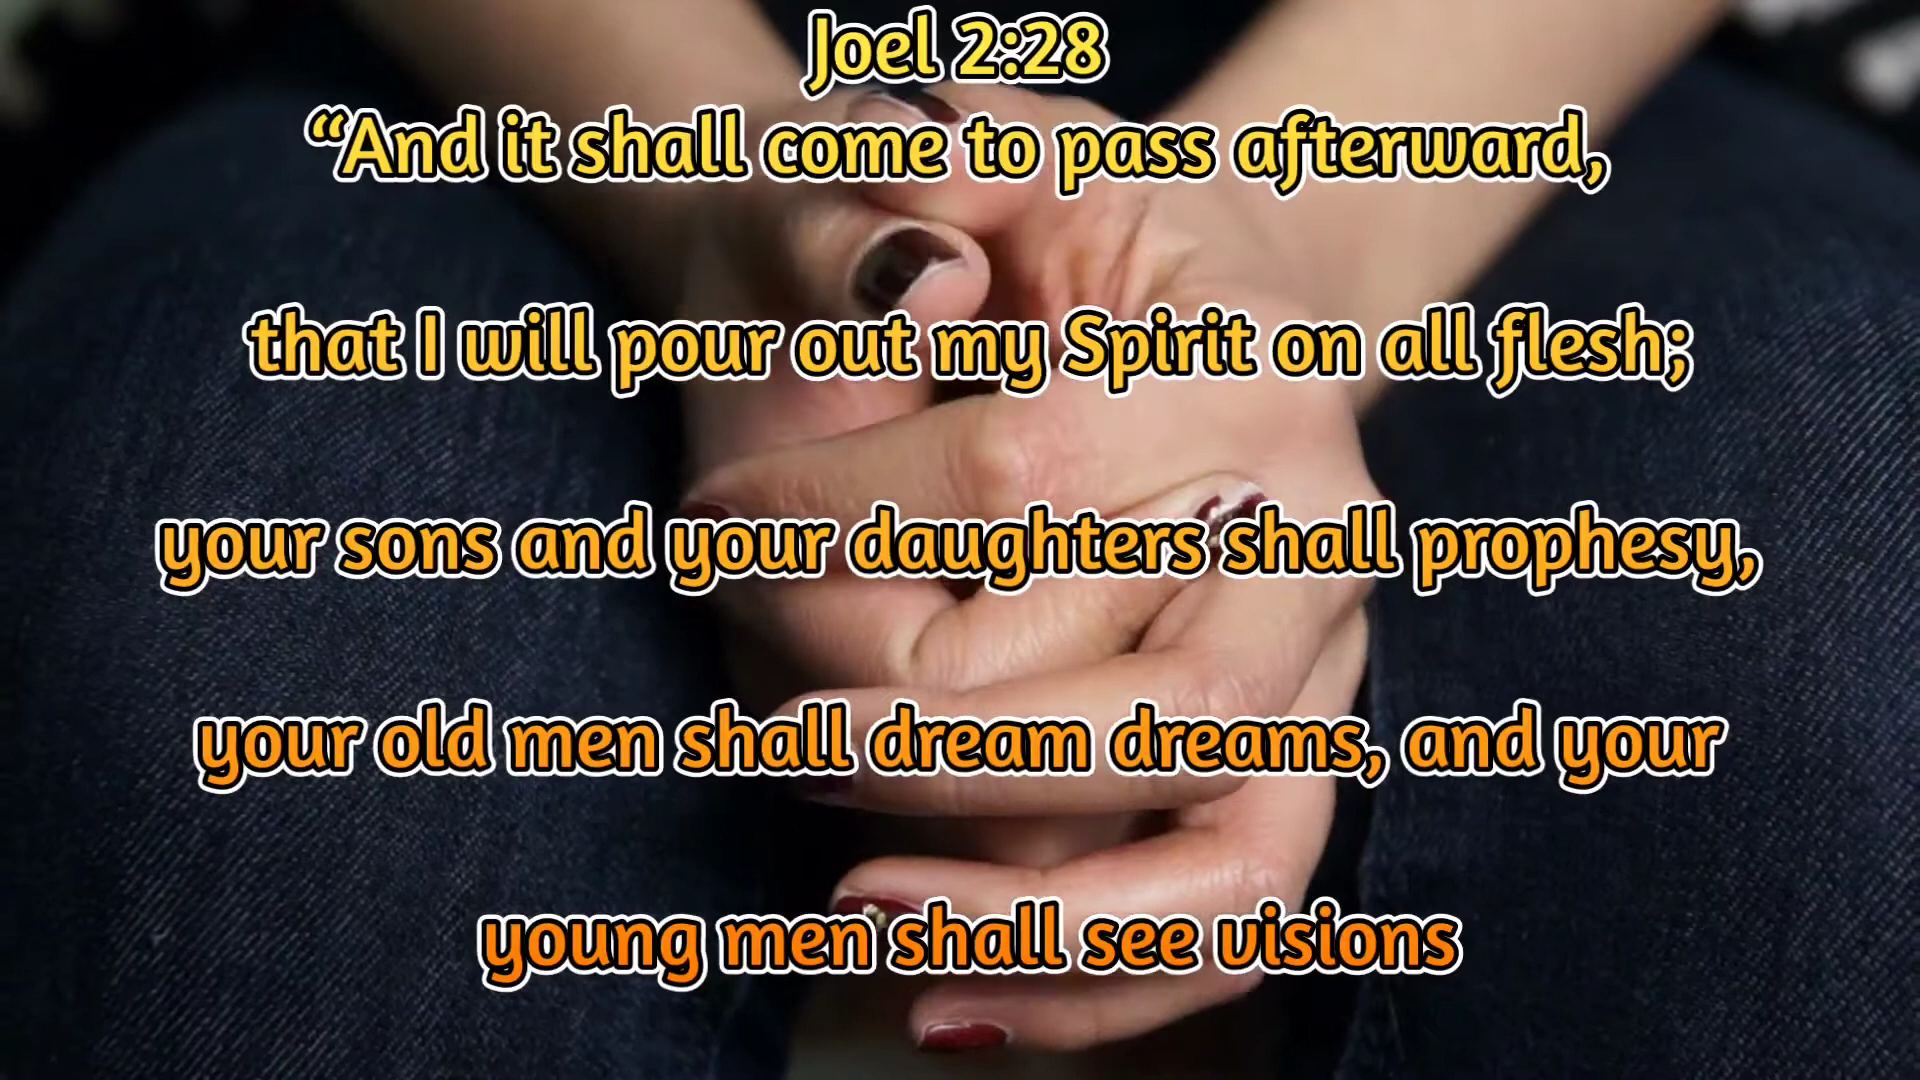 Joel 2:28
“And it shall come to pass afterward,
that I will pour out my Spirit on all flesh;
your sons and your daughters shall prophesy,
your old men shall dream dreams, and your
young men shall see visions